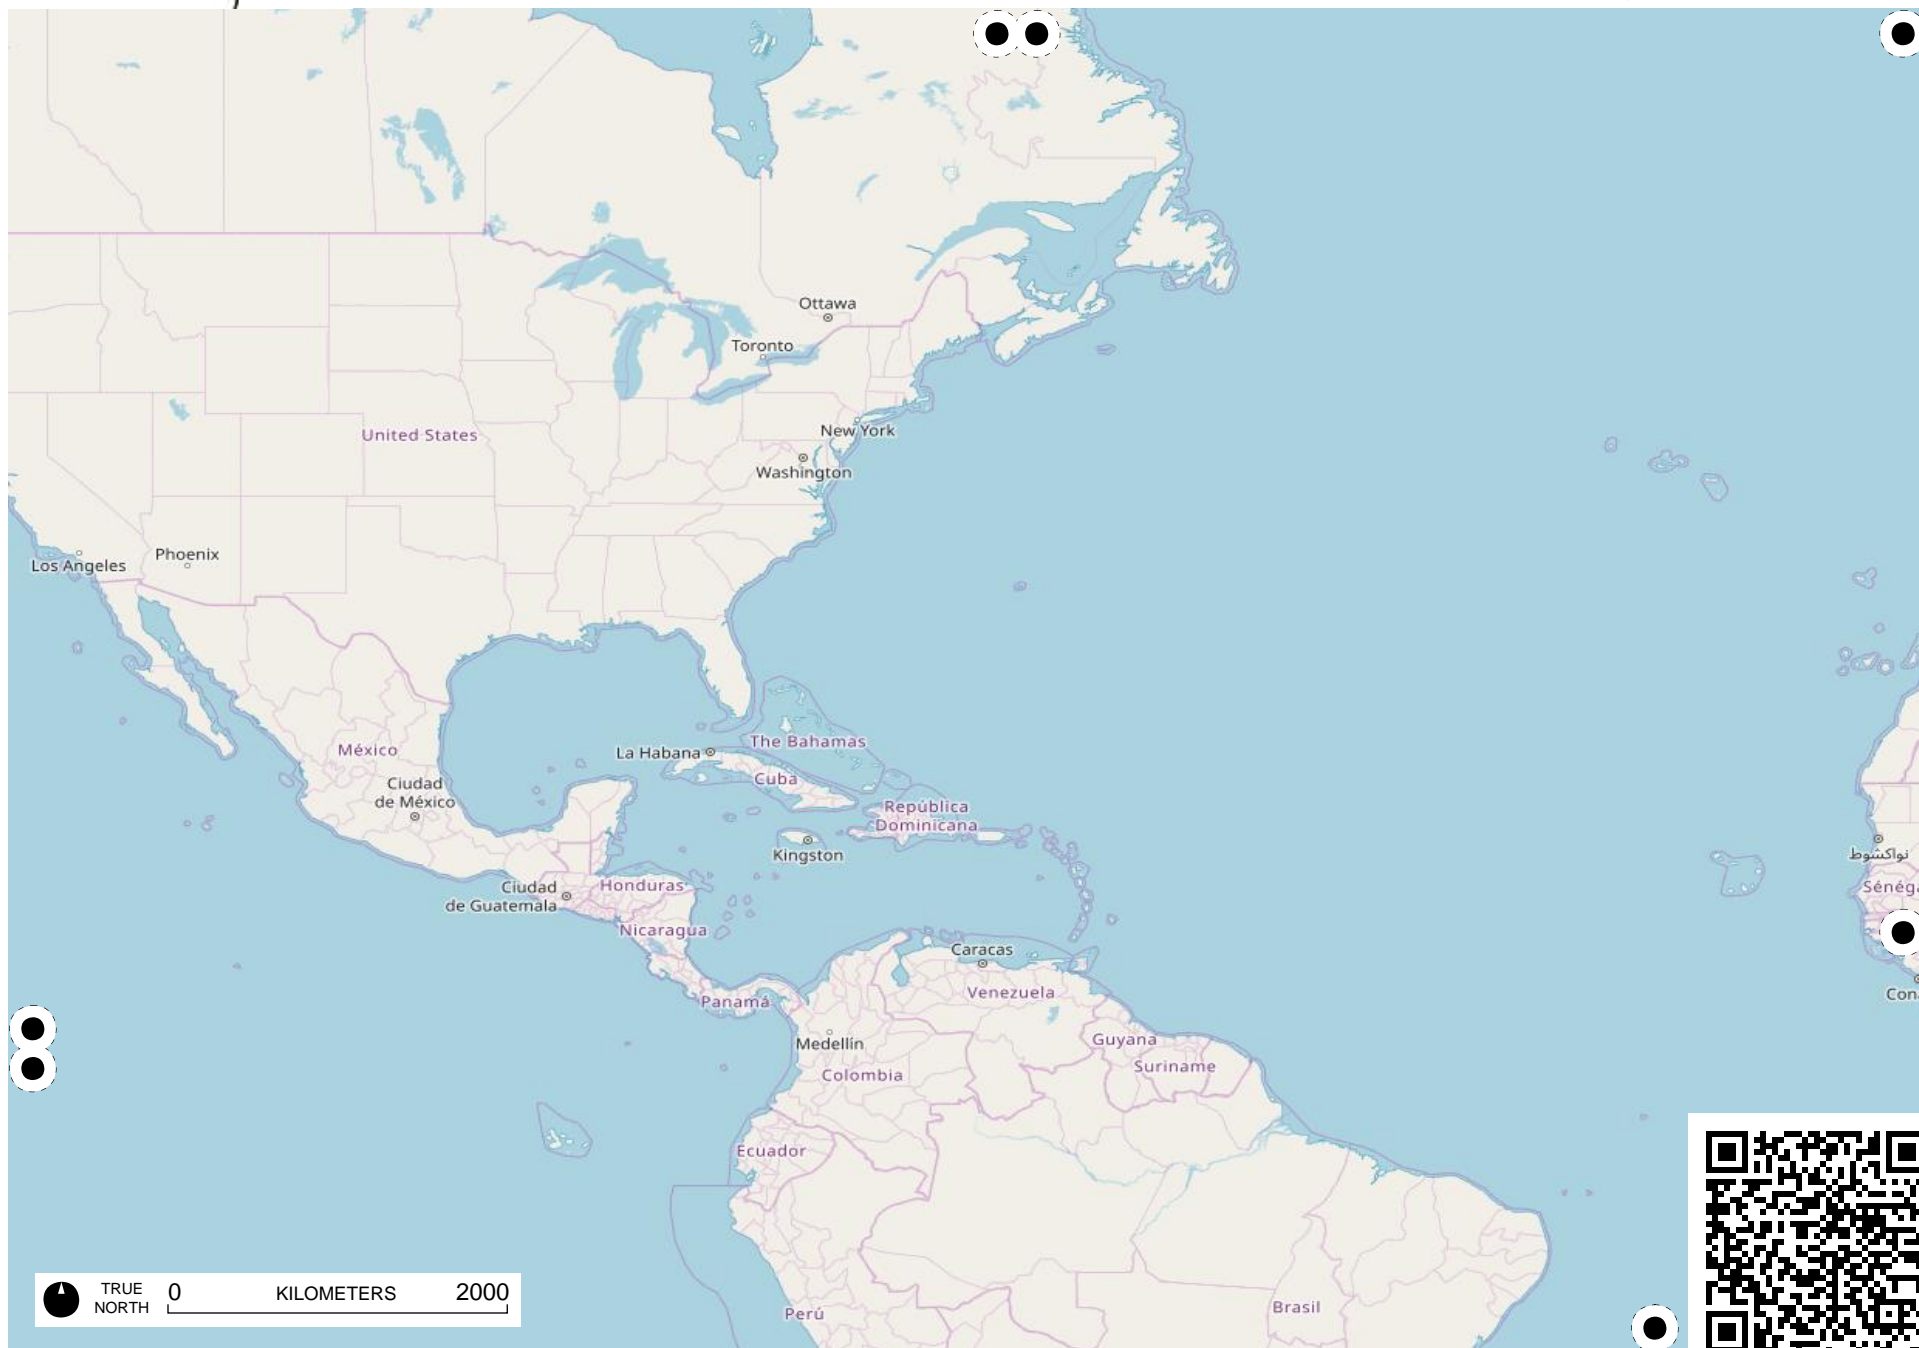 Ottawa
Toronto
New York
United States
Washington
Los Angeles
Phoenix
La Habana
The Bahamas
México
Cuba
Ciudad
de México
República
Dominicana
Kingston
نواكشوط
Ciudad
de Guatemala
Honduras
Sénéga
Nicaragua
Caracas
Venezuela
Panamá
Con
Medellín
Guyana
Suriname
Colombia
Ecuador
TRUE
NORTH
0 KILOMETERS 2000
Perú
Brasil